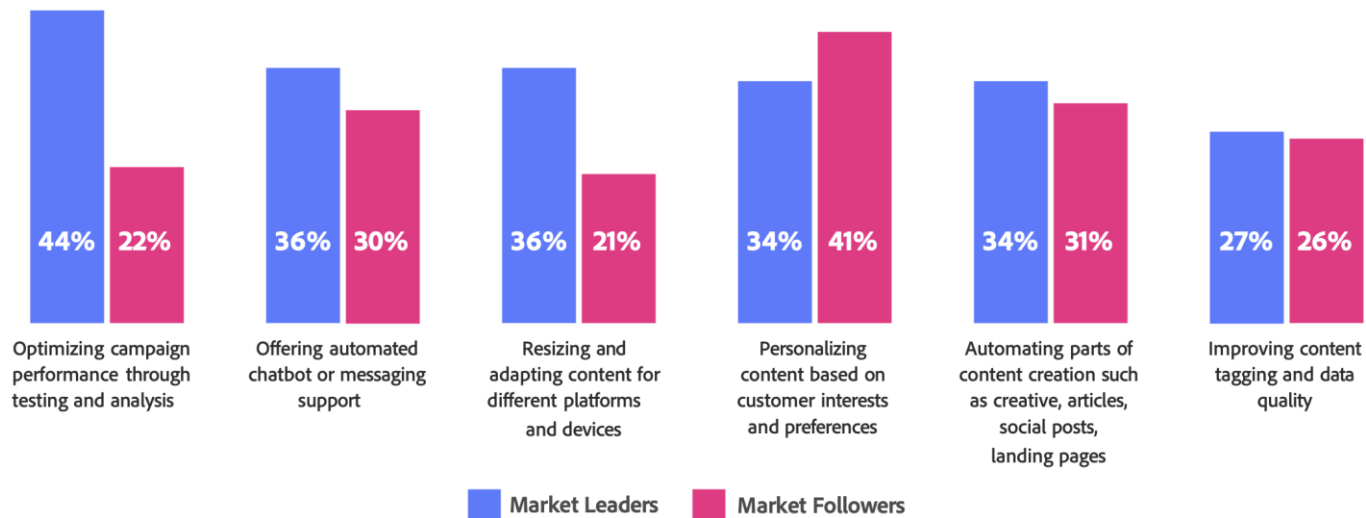 44%
22%
36%
30%
36%
21%
34%
41%
34%
31%
27%
26%
Optimizing campaign
performance through
testing and analysis
Offering automated
chatbot or messaging
support
Resizing and
adapting content for
different platforms
and devices
Personalizing
content based on
customer interests
and preferences
Automating parts of
content creation such
as creative, articles,
social posts,
landing pages
Improving content
tagging and data
quality
Market Leaders
Market Followers